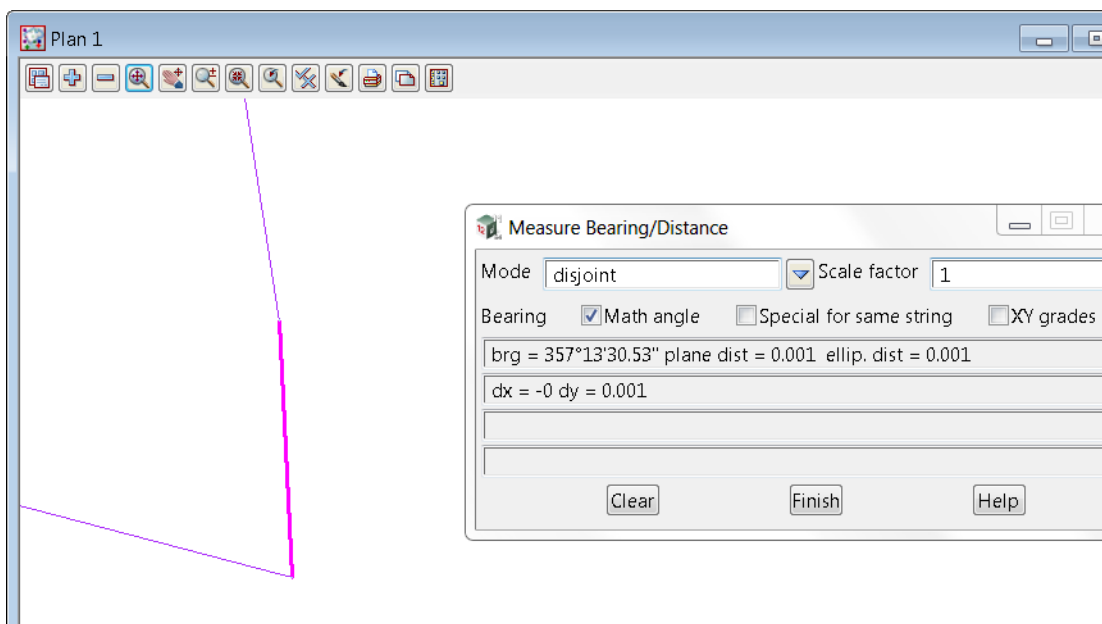 Plan 1
Measure Bearing/Distance
Mode disjoint Scale factor 1
Bearing Math angle Special for same string XY grades
brg = 357°13'30.53" plane dist = 0.001 ellip. dist = 0.001
dx = -0 dy = 0.001
Clear Finish Help